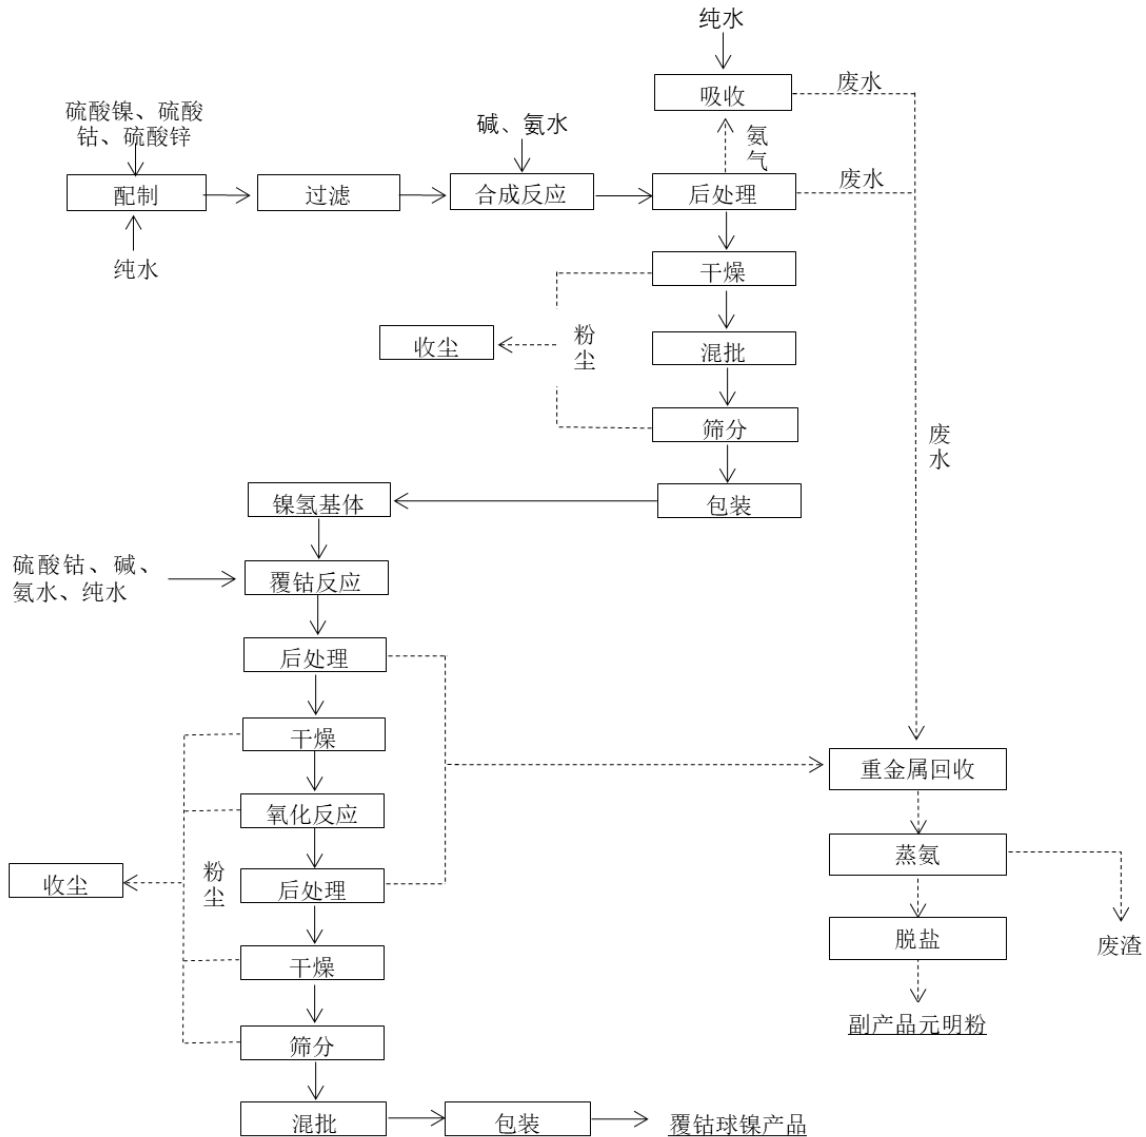 纯水
吸收
废水
硫酸镍、硫酸
钴、硫酸锌
碱、氨水
氨
气
配制
过滤
合成反应
后处理
废水
纯水
干燥
粉
尘
收尘
混批
筛分
废
水
镍氢基体
包装
硫酸钴、碱、
氨水、纯水
覆钴反应
后处理
干燥
重金属回收
氧化反应
蒸氨
粉
尘
收尘
后处理
脱盐
废渣
干燥
副产品元明粉
筛分
混批
包装
覆钴球镍产品